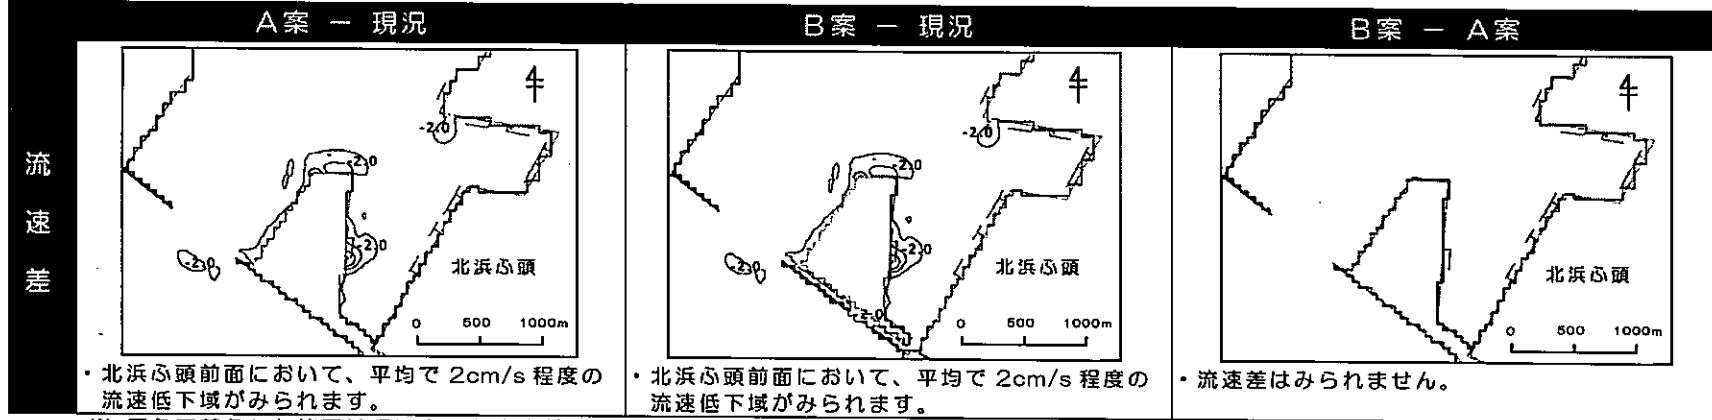 A案 − 現況
B案 − 現況
B案 − A案
流速差
-2.0
-2.0
-2.0
-2.0
北浜ふ頭
0 500 1000m
-2.0
-2.0
-2.0
-2.0
-2.0
北浜ふ頭
0 500 1000m
北浜ふ頭
0 500 1000m
・北浜ふ頭前面において、平均で 2cm/s 程度の
流速低下域がみられます。
・北浜ふ頭前面において、平均で 2cm/s 程度の
流速低下域がみられます。
・流速差はみられません。